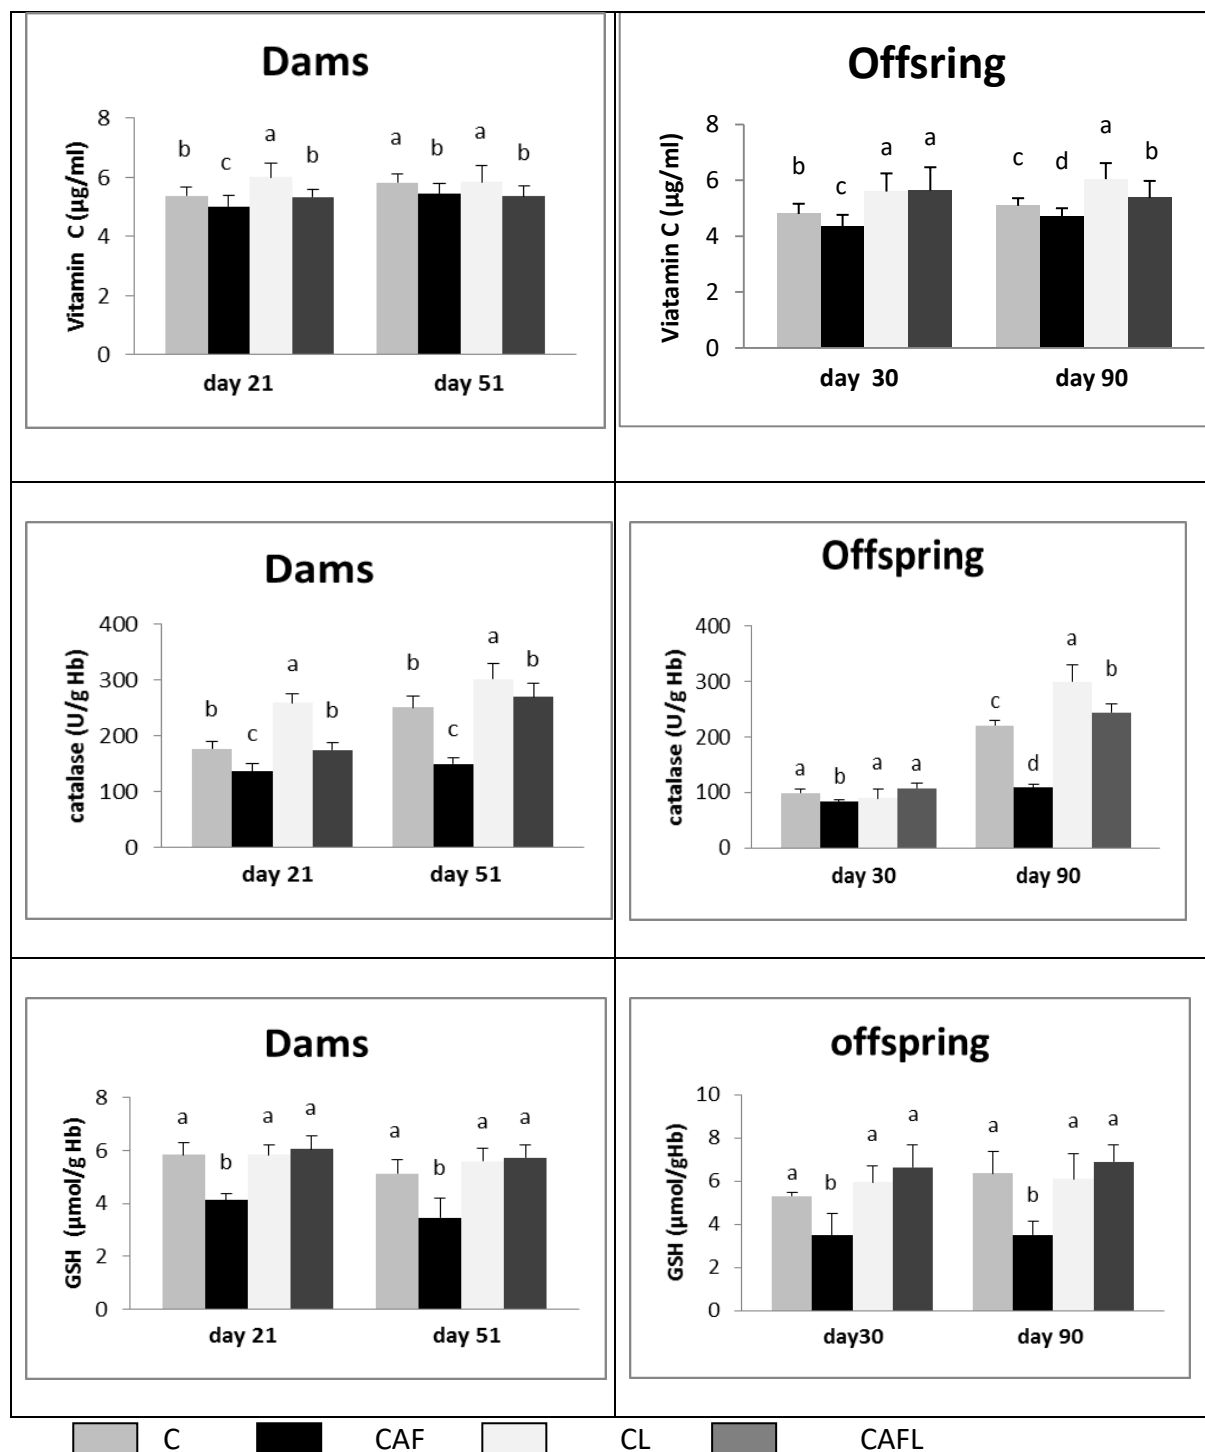 Dams
Vitamin C (µg/ml)
8
6
4
2
0
b
c
a
b
a
b
a
b
day 21
day 51
Offsring
Viatamin C (µg/ml)
8
6
4
2
0
b
c
a
a
c
d
a
b
day 30
day 90
Dams
catalase (U/g Hb)
400
300
200
100
0
b
c
a
b
b
c
a
b
day 21
day 51
Offspring
catalase (U/g Hb)
400
300
200
100
0
a
b
a
a
c
d
a
b
day 30
day 90
Dams
GSH (µmol/g Hb)
8
6
4
2
0
a
b
a
a
a
b
a
a
day 21
day 51
offspring
GSH (µmol/gHb)
10
8
6
4
2
0
a
b
a
a
a
b
a
a
day30
day 90
C CAF CL CAFL